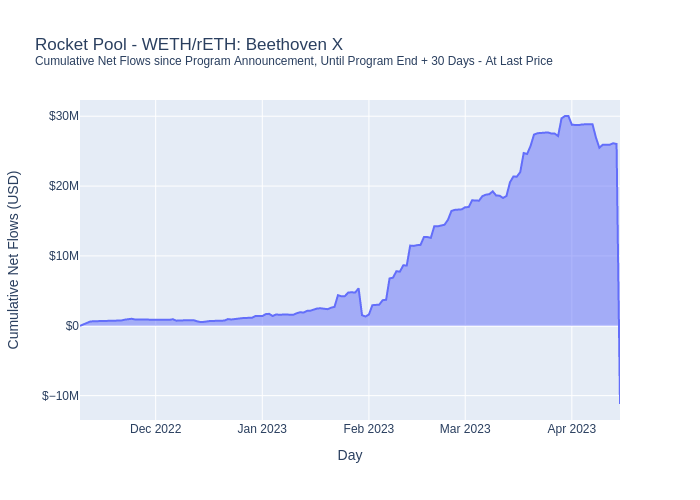 Rocket Pool - WETH/rETH: Beethoven X
Cumulative Net Flows since Program Announcement, Until Program End + 30 Days - At Last Price
$30M
$20M
$10M
$0
$−10M
Cumulative Net Flows (USD)
Dec 2022
Jan 2023
Feb 2023
Mar 2023
Apr 2023
Day